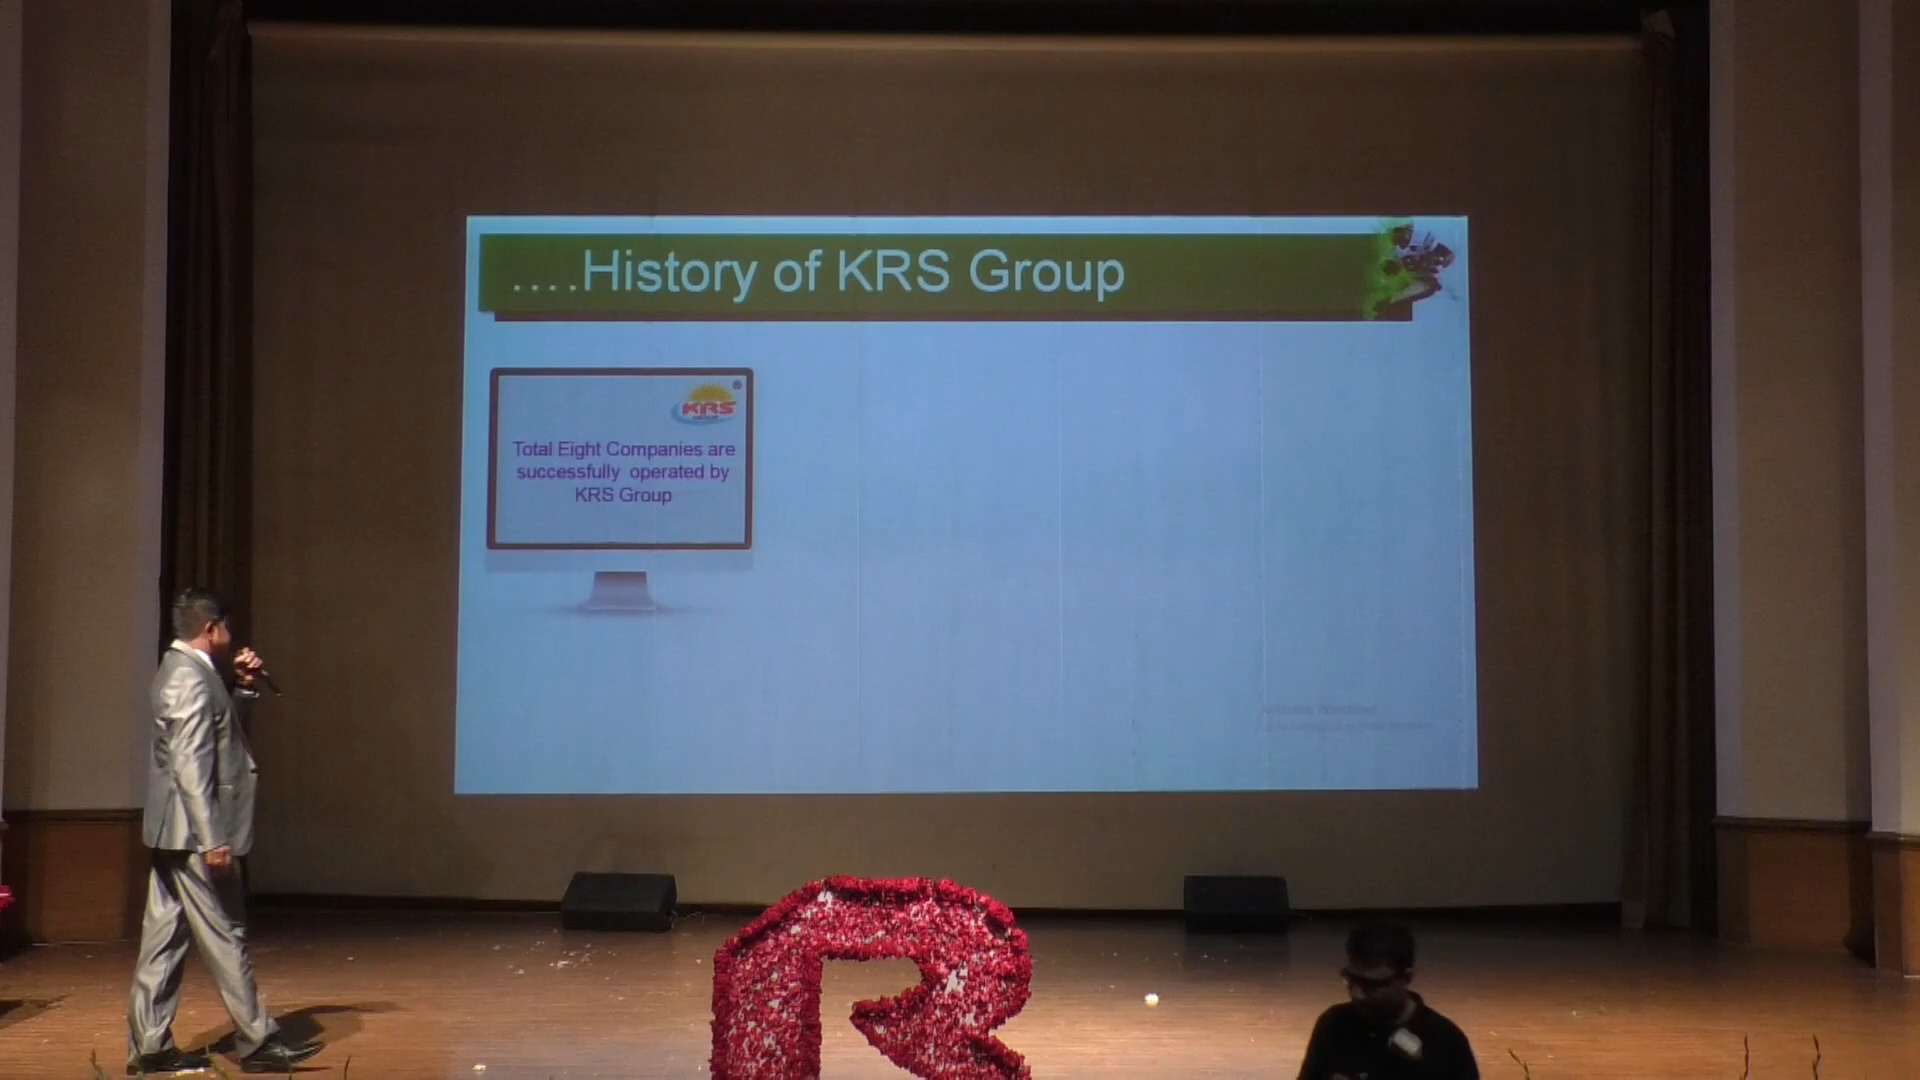 ....History of KRS Group
KRS
®
Total Eight Companies are
successfully operated by
KRS Group
R